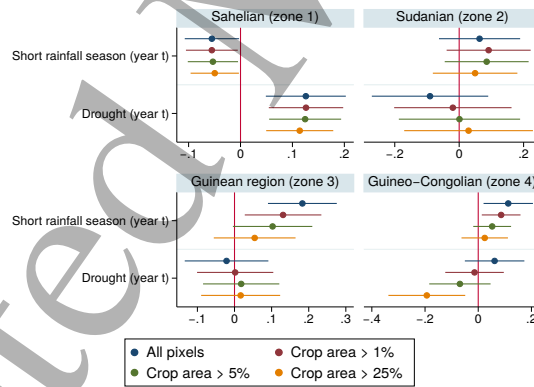 Sahelian (zone 1)
Sudanian (zone 2)
Short rainfall season (year t)
Drought (year t)
-.1 0 .1 .2
-.2 0 .2
Guinean region (zone 3)
Guineo-Congolian (zone 4)
Short rainfall season (year t)
Drought (year t)
-.1 0 .1 .2 .3
-.4 -.2 0 .2
All pixels
Crop area > 1%
Crop area > 5%
Crop area > 25%